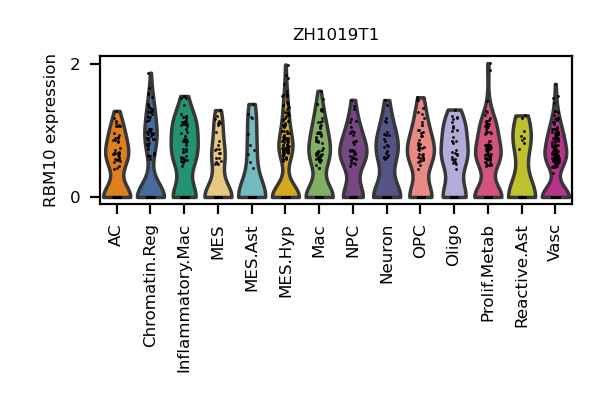 ZH1019T1
RBM10 expression
2
0
AC
Chromatin.Reg
Inflammatory.Mac
MES
MES.Ast
MES.Hyp
Mac
NPC
Neuron
OPC
Oligo
Prolif.Metab
Reactive.Ast
Vasc